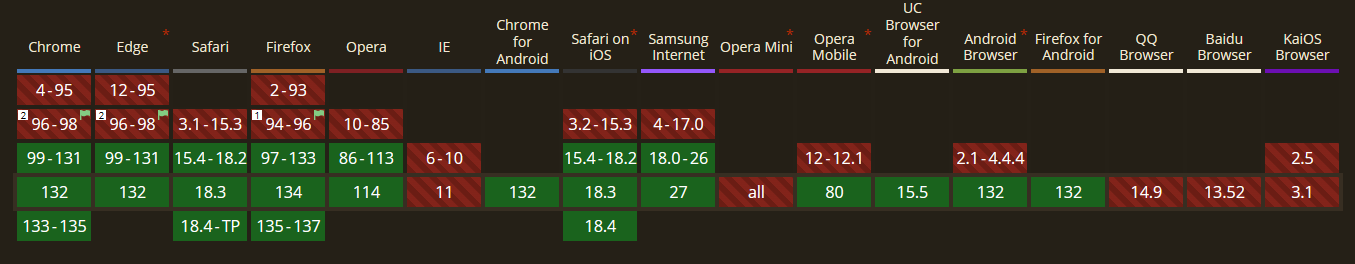 Chrome
Edge *
Safari
Firefox
Opera
IE
Chrome
for
Android
Safari on *
iOS
Samsung
Internet
Opera Mini *
Opera *
Mobile
UC
Browser
for
Android
Android *
Browser
Firefox for
Android
QQ
Browser
Baidu
Browser
KaiOS
Browser
4-95 12-95 2-93
2 96-98 2 96-98 3.1-15.3 1 94-96 10-85 3.2-15.3 4-17.0
99-131 99-131 15.4-18.2 97-133 86-113 6-10 15.4-18.2 18.0-26 12-12.1 2.1-4.4.4 2.5
132 132 18.3 134 114 11 132 18.3 27 all 80 15.5 132 132 14.9 13.52 3.1
133-135 18.4-TP 135-137 18.4